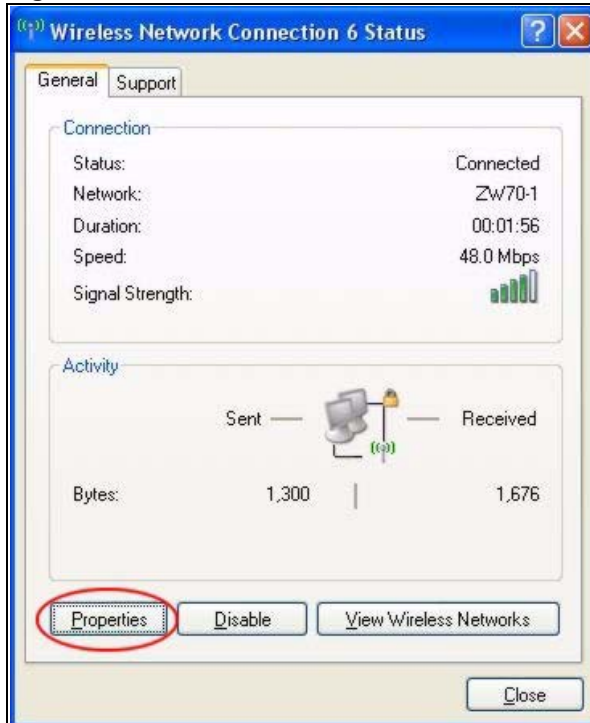 Wireless Network Connection 6 Status
General Support
Connection
Status: Connected
Network: ZW70-1
Duration: 00:01:56
Speed: 48.0 Mbps
Signal Strength:
Activity
Sent — — Received
Bytes: 1,300 | 1,676
Properties Disable View Wireless Networks
Close